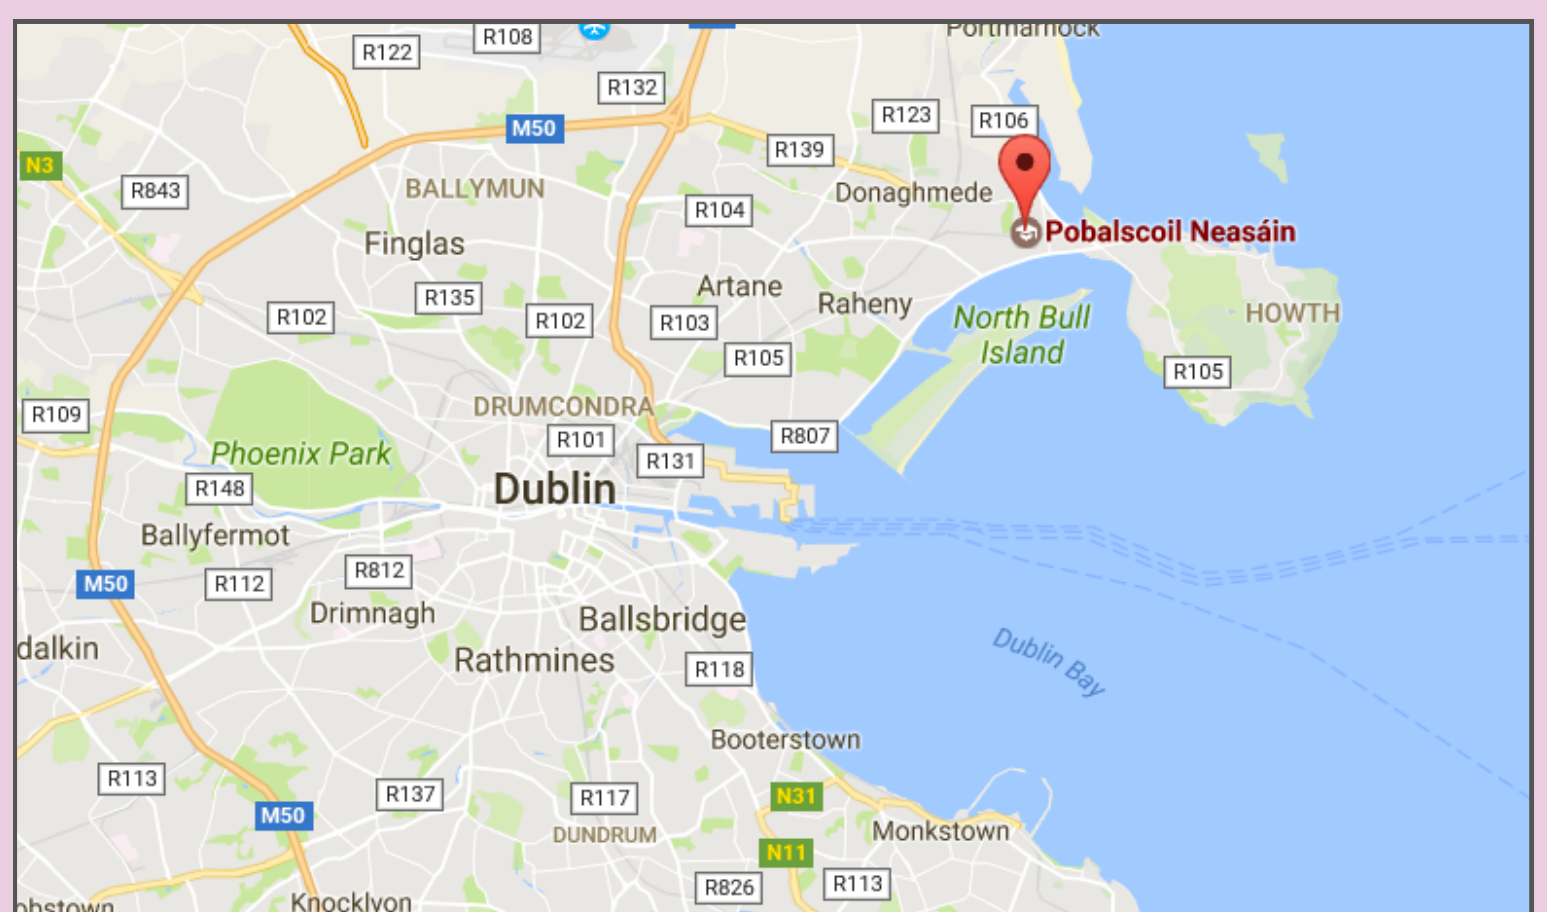 Portmarnock
R108
R122
R132
R123
R106
M50
R139
N3
R843
BALLYMUN
Donaghmede
R104
Pobalscoil Neasáin
Finglas
Artane
R135
Raheny
R102
R102
R103
North Bull
Island
HOWTH
R105
R105
DRUMCONDRA
R109
R101
R807
Phoenix Park
R131
R148
Dublin
Ballyfermot
R812
M50
R112
Drimnagh
Ballsbridge
dalkin
Rathmines
R118
Dublin Bay
Booterstown
R113
R137
R117
N31
M50
DUNDRUM
Monkstown
N11
R826
R113
Knocklyon
obstown